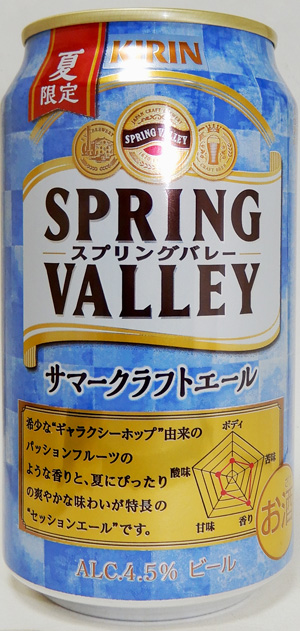 夏
限定
KIRIN
SPRING VALLEY
SPRING
スプリングバレー
VALLEY
サマークラフトエール
希少な“ギャラクシーホップ”由来の
パッションフルーツの
ような香りと、夏にぴったり
の爽やかな味わいが特長の
“セッションエール”です。
ボディ
苦味
香り
甘味
酸味
お酒
ALC.4.5% ビール